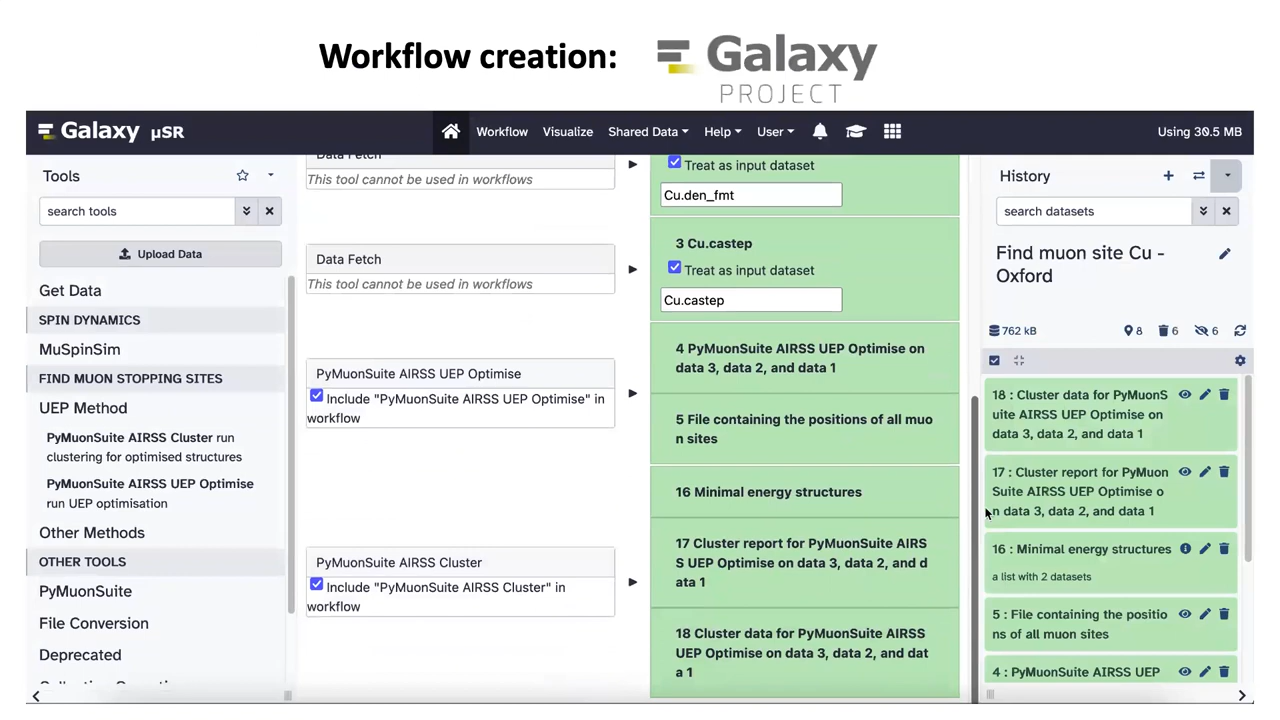 Workflow creation:
Galaxy
PROJECT
Galaxy μSR
Workflow
Visualize
Shared Data
Help
User
Using 30.5 MB
Tools
search tools
Upload Data
Get Data
SPIN DYNAMICS
MuSpinSim
FIND MUON STOPPING SITES
UEP Method
PyMuonSuite AIRSS Cluster run
clustering for optimised structures
PyMuonSuite AIRSS UEP Optimise
run UEP optimisation
Other Methods
OTHER TOOLS
PyMuonSuite
File Conversion
Deprecated
Data Fetch
This tool cannot be used in workflows
Data Fetch
This tool cannot be used in workflows
PyMuonSuite AIRSS UEP Optimise
Include "PyMuonSuite AIRSS UEP Optimise" in
workflow
PyMuonSuite AIRSS Cluster
Include "PyMuonSuite AIRSS Cluster" in
workflow
Treat as input dataset
Cu.den_fmt
3 Cu.castep
Treat as input dataset
Cu.castep
4 PyMuonSuite AIRSS UEP Optimise on
data 3, data 2, and data 1
5 File containing the positions of all muo
n sites
16 Minimal energy structures
17 Cluster report for PyMuonSuite AIRS
S UEP Optimise on data 3, data 2, and d
ata 1
18 Cluster data for PyMuonSuite AIRSS
UEP Optimise on data 3, data 2, and dat
a 1
History
search datasets
Find muon site Cu -
Oxford
762 kB
8
6
6
18 : Cluster data for PyMuonS
uite AIRSS UEP Optimise on
data 3, data 2, and data 1
17 : Cluster report for PyMuon
Suite AIRSS UEP Optimise o
n data 3, data 2, and data 1
16 : Minimal energy structures
a list with 2 datasets
5 : File containing the positio
ns of all muon sites
4 : PyMuonSuite AIRSS UEP